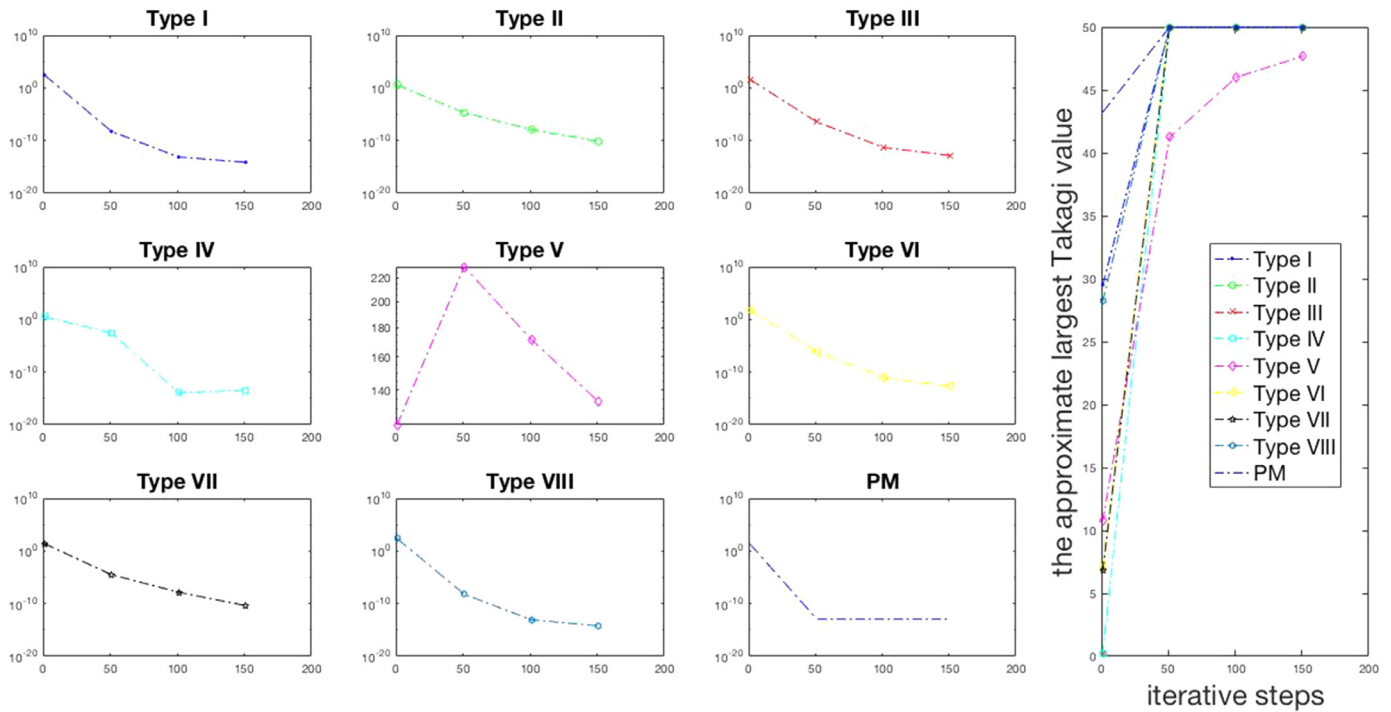 Type I
10^10
10^0
10^-10
10^-20
0 50 100 150 200
Type II
10^10
10^0
10^-10
10^-20
0 50 100 150 200
Type III
10^10
10^0
10^-10
10^-20
0 50 100 150 200
Type IV
10^10
10^0
10^-10
10^-20
0 50 100 150 200
Type V
220
200
180
160
140
0 50 100 150 200
Type VI
10^10
10^0
10^-10
10^-20
0 50 100 150 200
Type VII
10^10
10^0
10^-10
10^-20
0 50 100 150 200
Type VIII
10^10
10^0
10^-10
10^-20
0 50 100 150 200
PM
10^10
10^0
10^-10
10^-20
0 50 100 150 200
the approximate largest Takagi value
50
45
40
35
30
25
20
15
10
5
0
0 50 100 150 200
iterative steps
Type I
Type II
Type III
Type IV
Type V
Type VI
Type VII
Type VIII
PM